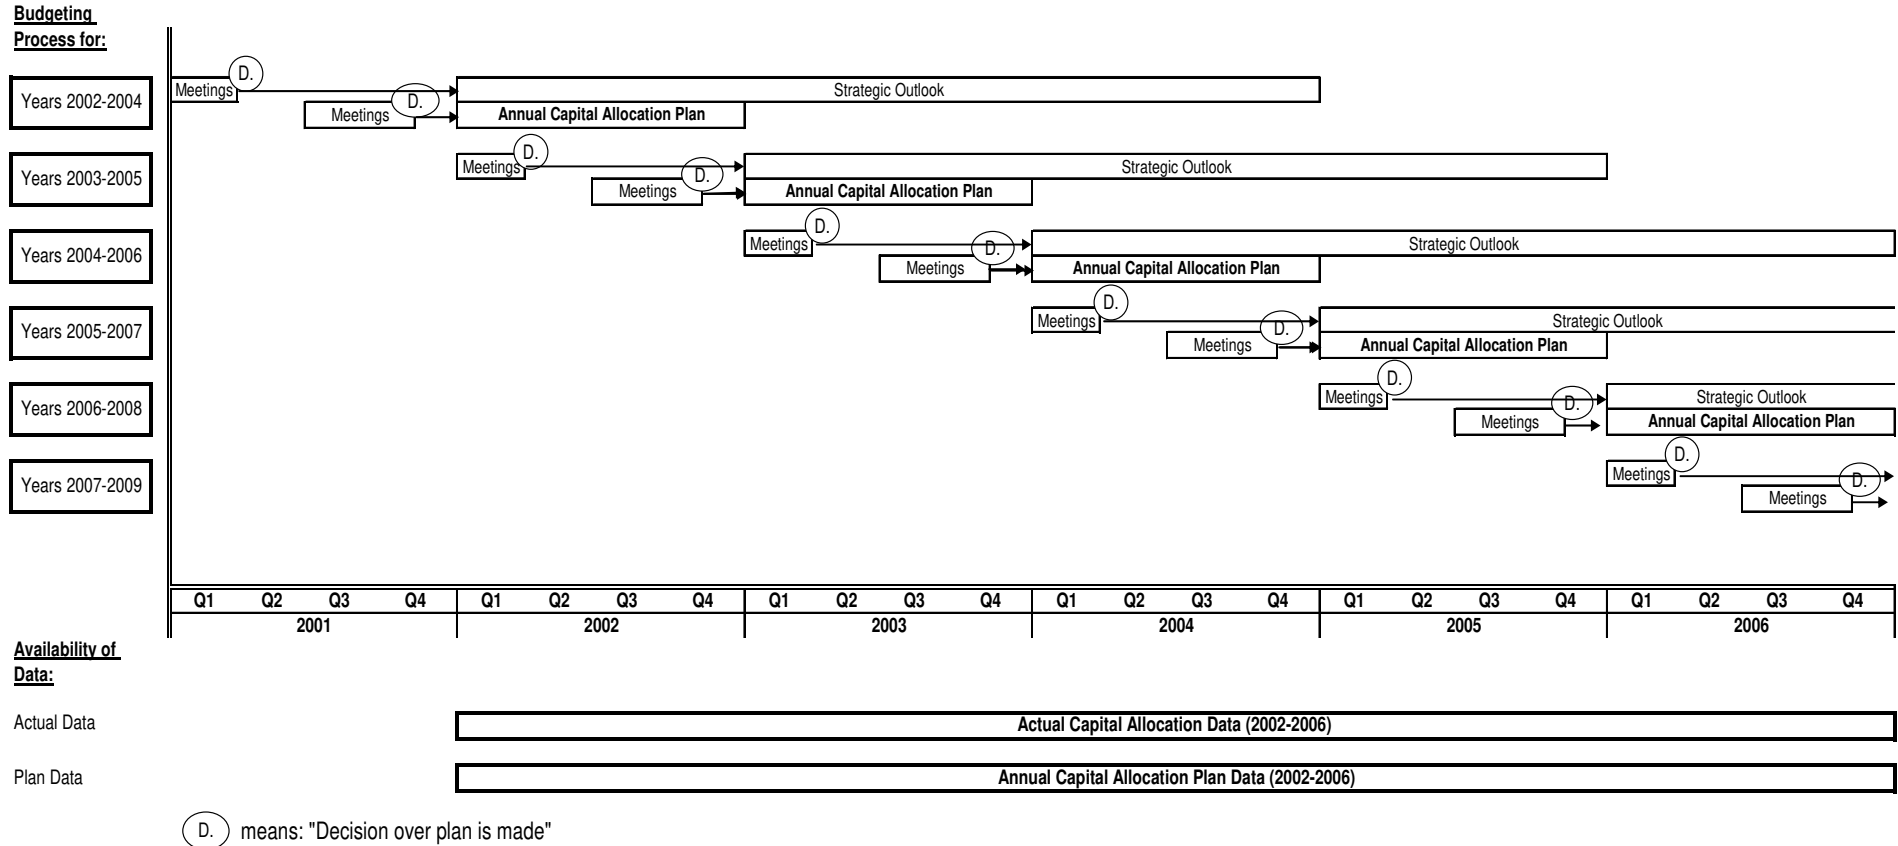 Budgeting
Process for:
Years 2002-2004
Meetings
D.
Strategic Outlook
Meetings
D.
Annual Capital Allocation Plan
Years 2003-2005
Meetings
D.
Strategic Outlook
Meetings
D.
Annual Capital Allocation Plan
Years 2004-2006
Meetings
D.
Strategic Outlook
Meetings
D.
Annual Capital Allocation Plan
Years 2005-2007
Meetings
D.
Strategic Outlook
Meetings
D.
Annual Capital Allocation Plan
Years 2006-2008
Meetings
D.
Strategic Outlook
Meetings
D.
Annual Capital Allocation Plan
Years 2007-2009
Meetings
D.
Meetings
D.
Q1 Q2 Q3 Q4 Q1 Q2 Q3 Q4 Q1 Q2 Q3 Q4 Q1 Q2 Q3 Q4 Q1 Q2 Q3 Q4 Q1 Q2 Q3 Q4
2001 2002 2003 2004 2005 2006
Availability of
Data:
Actual Data
Actual Capital Allocation Data (2002-2006)
Plan Data
Annual Capital Allocation Plan Data (2002-2006)
D. means: "Decision over plan is made"